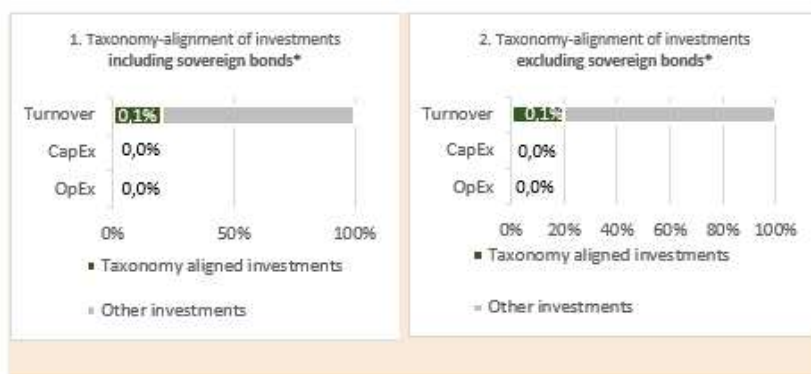 1. Taxonomy-alignment of investments
including sovereign bonds*
Turnover 0,1%
CapEx 0,0%
OpEx 0,0%
0% 50% 100%
Taxonomy aligned investments
Other investments
2. Taxonomy-alignment of investments
excluding sovereign bonds*
Turnover 0,1%
CapEx 0,0%
OpEx 0,0%
0% 20% 40% 60% 80% 100%
Taxonomy aligned investments
Other investments